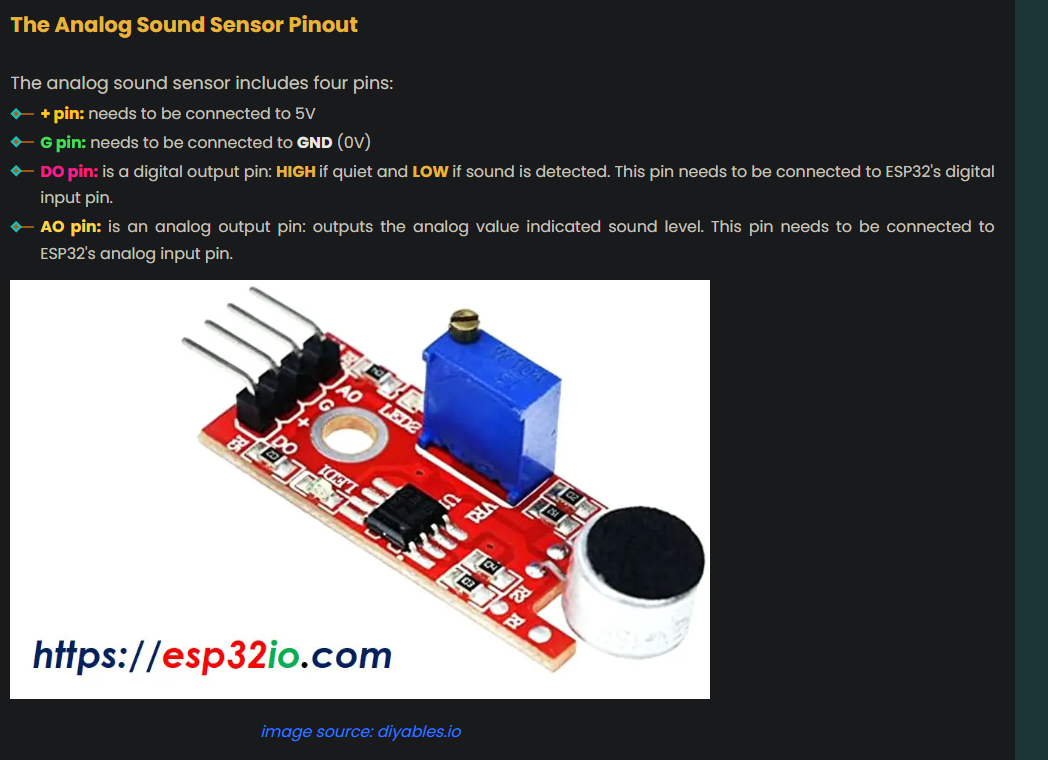 The Analog Sound Sensor Pinout
The analog sound sensor includes four pins:
+ pin: needs to be connected to 5V
G pin: needs to be connected to GND (0V)
DO pin: is a digital output pin: HIGH if quiet and LOW if sound is detected. This pin needs to be connected to ESP32's digital
input pin.
AO pin: is an analog output pin: outputs the analog value indicated sound level. This pin needs to be connected to
ESP32's analog input pin.
AO
G
+
DO
LED2
LED1
U1
VR1
https://esp32io.com
image source: diyables.io